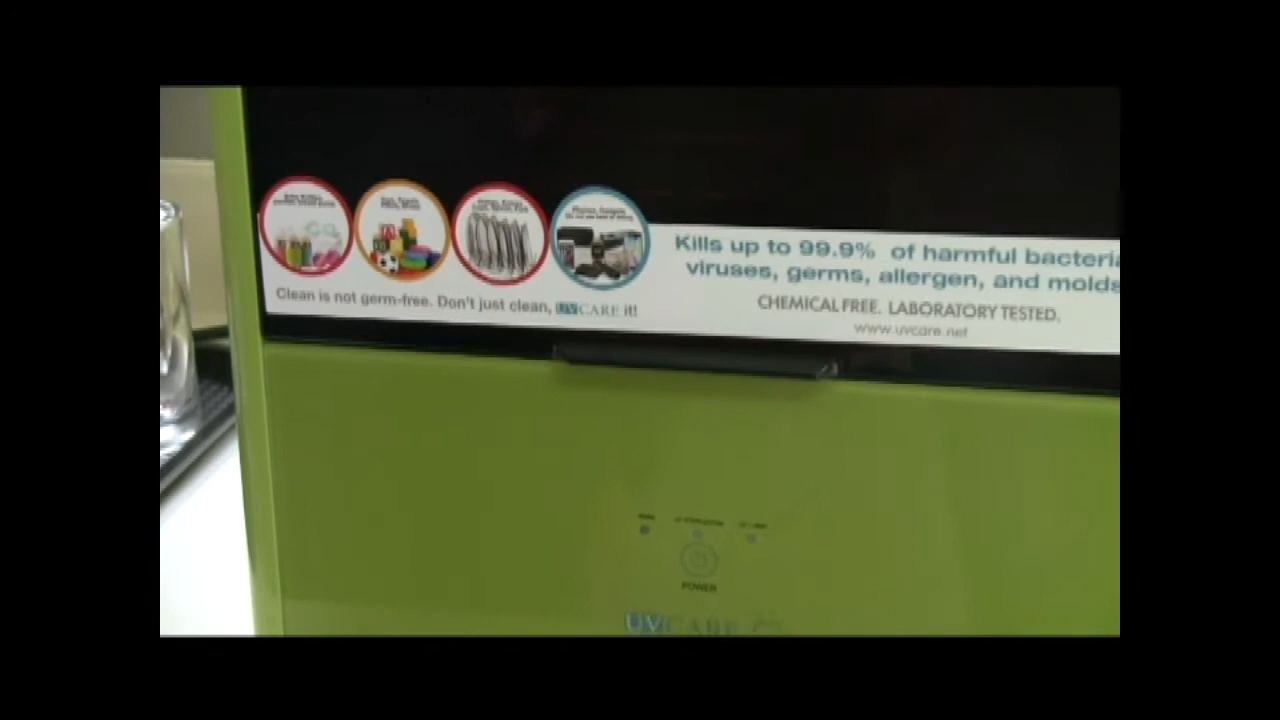 Kills up to 99.9% of harmful bacteria
viruses, germs, allergen, and molds
CHEMICAL FREE. LABORATORY TESTED.
www.uvcare.net
Clean is not germ-free. Don't just clean, UVCARE it!
POWER
UVCARE